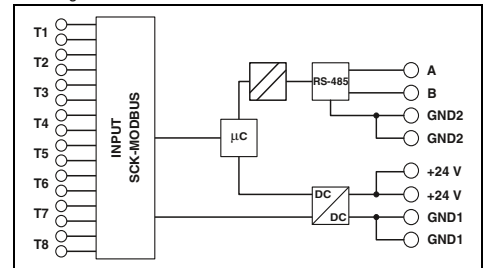 T1
T2
T3
T4
T5
T6
T7
T8
INPUT
SCK-MODBUS
µC
RS-485
DC
DC
A
B
GND2
GND2
+24 V
+24 V
GND1
GND1